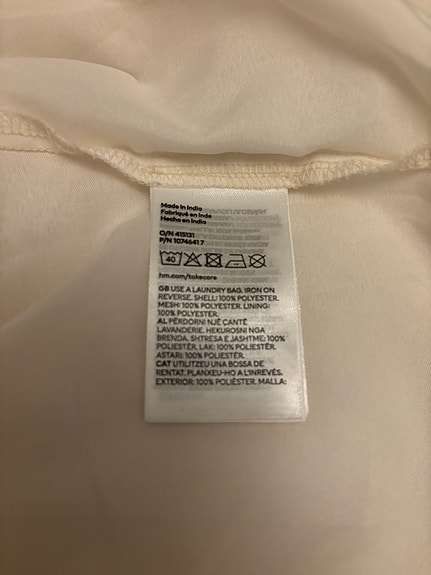 Made in India
Fabriqué en Inde
Hecho en India
O/N 415131
P/N 10746417
40
hm.com/takecare
GB USE A LAUNDRY BAG. IRON ON
REVERSE. SHELL: 100% POLYESTER.
MESH: 100% POLYESTER. LINING:
100% POLYESTER.
AL PËRDORNI NJË ÇANTË
LAVANDERIE. HEKUROSNI NGA
BRENDA. SHTRESA E JASHTME: 100%
POLIESTËR, LAK: 100% POLIESTËR,
ASTARI: 100% POLIESTËR.
CAT UTILITZEU UNA BOSSA DE
RENTAT. PLANXEU-HO A L'INREVÉS.
EXTERIOR: 100% POLIÈSTER. MALLA: